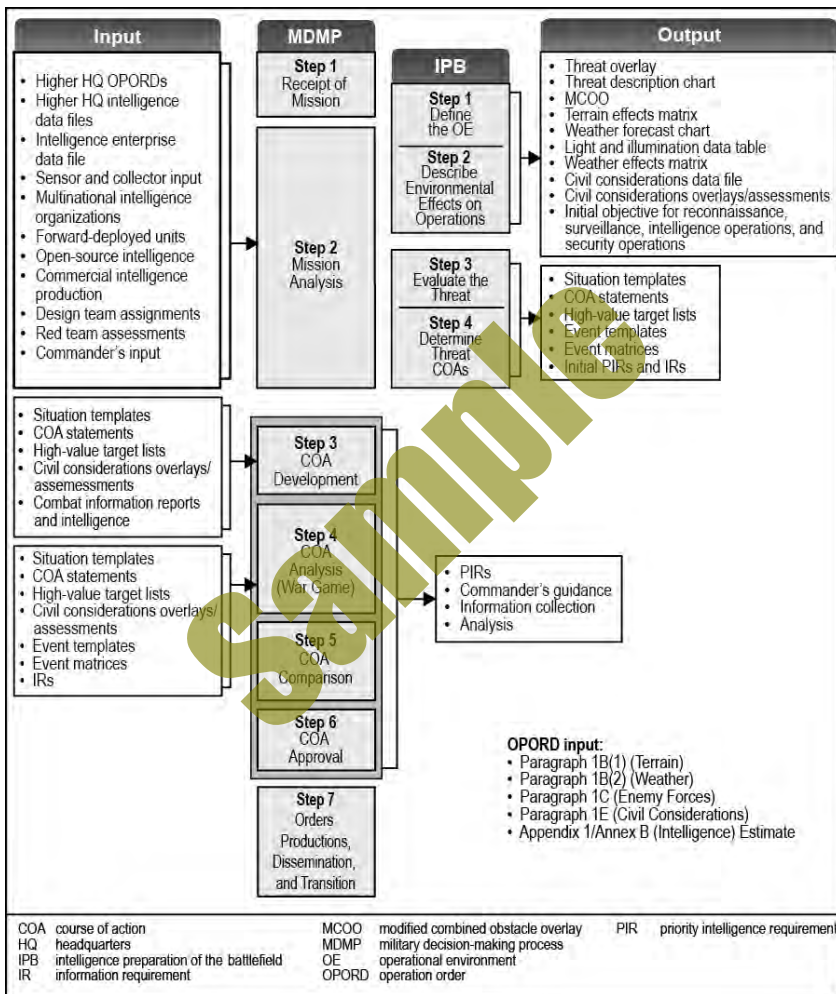 Input
• Higher HQ OPORDs
• Higher HQ intelligence
data files
• Intelligence enterprise
data file
• Sensor and collector input
• Multinational intelligence
organizations
• Forward-deployed units
• Open-source intelligence
• Commercial intelligence
production
• Design team assignments
• Red team assessments
• Commander's input
• Situation templates
• COA statements
• High-value target lists
• Civil considerations overlays/
assemessments
• Combat information reports
and intelligence
• Situation templates
• COA statements
• High-value target lists
• Civil considerations overlays/
assessments
• Event templates
• Event matrices
• IRs
MDMP
Step 1
Receipt of
Mission
Step 2
Mission
Analysis
Step 3
COA
Development
Step 4
COA
Analysis
(War Game)
Step 5
COA
Comparison
Step 6
COA
Approval
Step 7
Orders
Productions,
Dissemination,
and Transition
IPB
Step 1
Define
the OE
Step 2
Describe
Environmental
Effects on
Operations
Step 3
Evaluate the
Threat
Step 4
Determine
Threat
COAs
Output
• Threat overlay
• Threat description chart
• MCOO
• Terrain effects matrix
• Weather forecast chart
• Light and illumination data table
• Weather effects matrix
• Civil considerations data file
• Civil considerations overlays/assessments
• Initial objective for reconnaissance,
surveillance, intelligence operations, and
security operations
• Situation templates
• COA statements
• High-value target lists
• Event templates
• Event matrices
• Initial PIRs and IRs
• PIRs
• Commander's guidance
• Information collection
• Analysis
OPORD input:
• Paragraph 1B(1) (Terrain)
• Paragraph 1B(2) (Weather)
• Paragraph 1C (Enemy Forces)
• Paragraph 1E (Civil Considerations)
• Appendix 1/Annex B (Intelligence) Estimate
Sample
COA course of action
HQ headquarters
IPB intelligence preparation of the battlefield
IR information requirement
MCOO modified combined obstacle overlay
MDMP military decision-making process
OE operational environment
OPORD operation order
PIR priority intelligence requirement